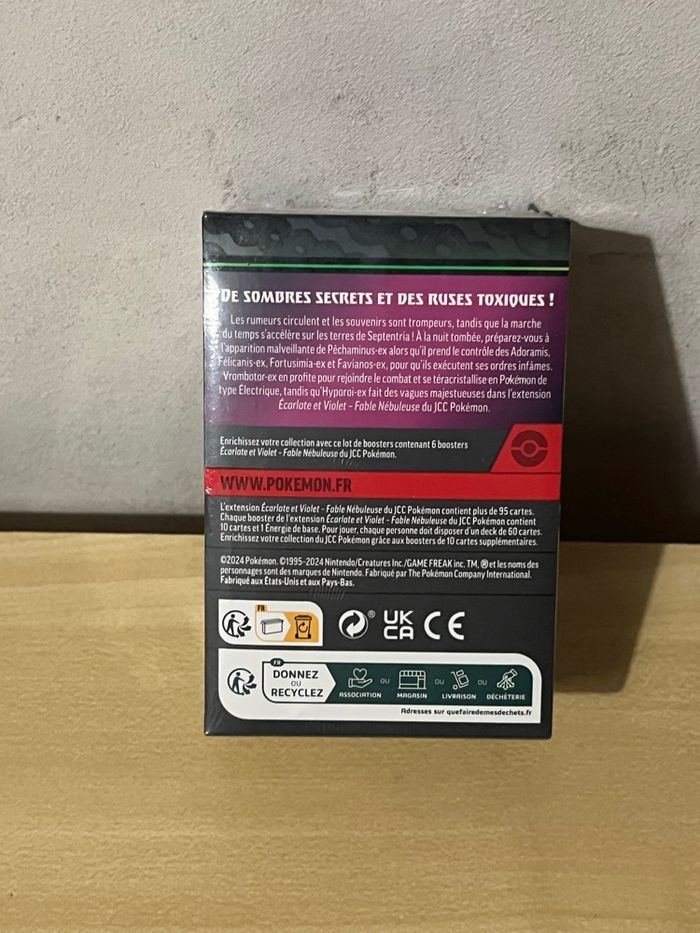 DE SOMBRES SECRETS ET DES RUSES TOXIQUES !
Les rumeurs circulent et les souvenirs sont trompeurs, tandis que la marche
du temps s'accélère sur les terres de Septentria ! À la nuit tombée, préparez-vous à
l'apparition malveillante de Pêchaminus-ex alors qu'il prend le contrôle des Adoramis,
Félicanis-ex, Fortusimia-ex et Favianos-ex, pour qu'ils exécutent ses ordres infâmes.
Vrombotor-ex en profite pour rejoindre le combat et se téracristallise en Pokémon de
type Électrique, tandis qu'Hyporoi-ex fait des vagues majestueuses dans l'extension
Écarlate et Violet – Fable Nébuleuse du JCC Pokémon.
Enrichissez votre collection avec ce lot de boosters contenant 6 boosters
Écarlate et Violet – Fable Nébuleuse du JCC Pokémon.
WWW.POKEMON.FR
L'extension Écarlate et Violet – Fable Nébuleuse du JCC Pokémon contient plus de 95 cartes.
Chaque booster de l'extension Écarlate et Violet – Fable Nébuleuse du JCC Pokémon contient
10 cartes et 1 Énergie de base. Pour jouer, chaque personne doit disposer d'un deck de 60 cartes.
Enrichissez votre collection du JCC Pokémon grâce aux boosters de 10 cartes supplémentaires.
©2024 Pokémon. ©1995-2024 Nintendo/Creatures Inc./GAME FREAK inc. TM, ® et les noms des
personnages sont des marques de Nintendo. Fabriqué par The Pokémon Company International.
Fabriqué aux États-Unis et aux Pays-Bas.
FR
®
UK
CA
CE
FR
DONNEZ
OU
RECYCLEZ
ASSOCIATION OU MAGASIN OU LIVRAISON OU DÉCHÈTERIE
Adresses sur quefairedemesdechets.fr